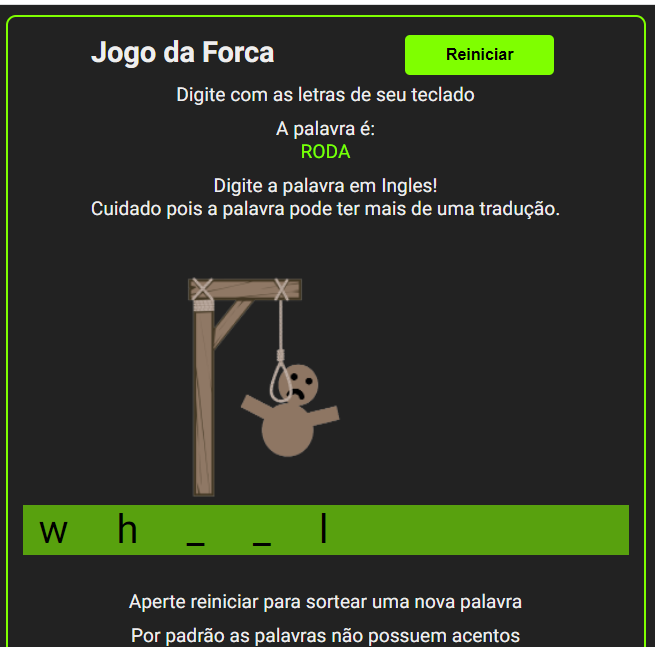 Jogo da Forca
Reiniciar
Digite com as letras de seu teclado
A palavra é:
RODA
Digite a palavra em Ingles!
Cuidado pois a palavra pode ter mais de uma tradução.
w h _ _ l
Aperte reiniciar para sortear uma nova palavra
Por padrão as palavras não possuem acentos